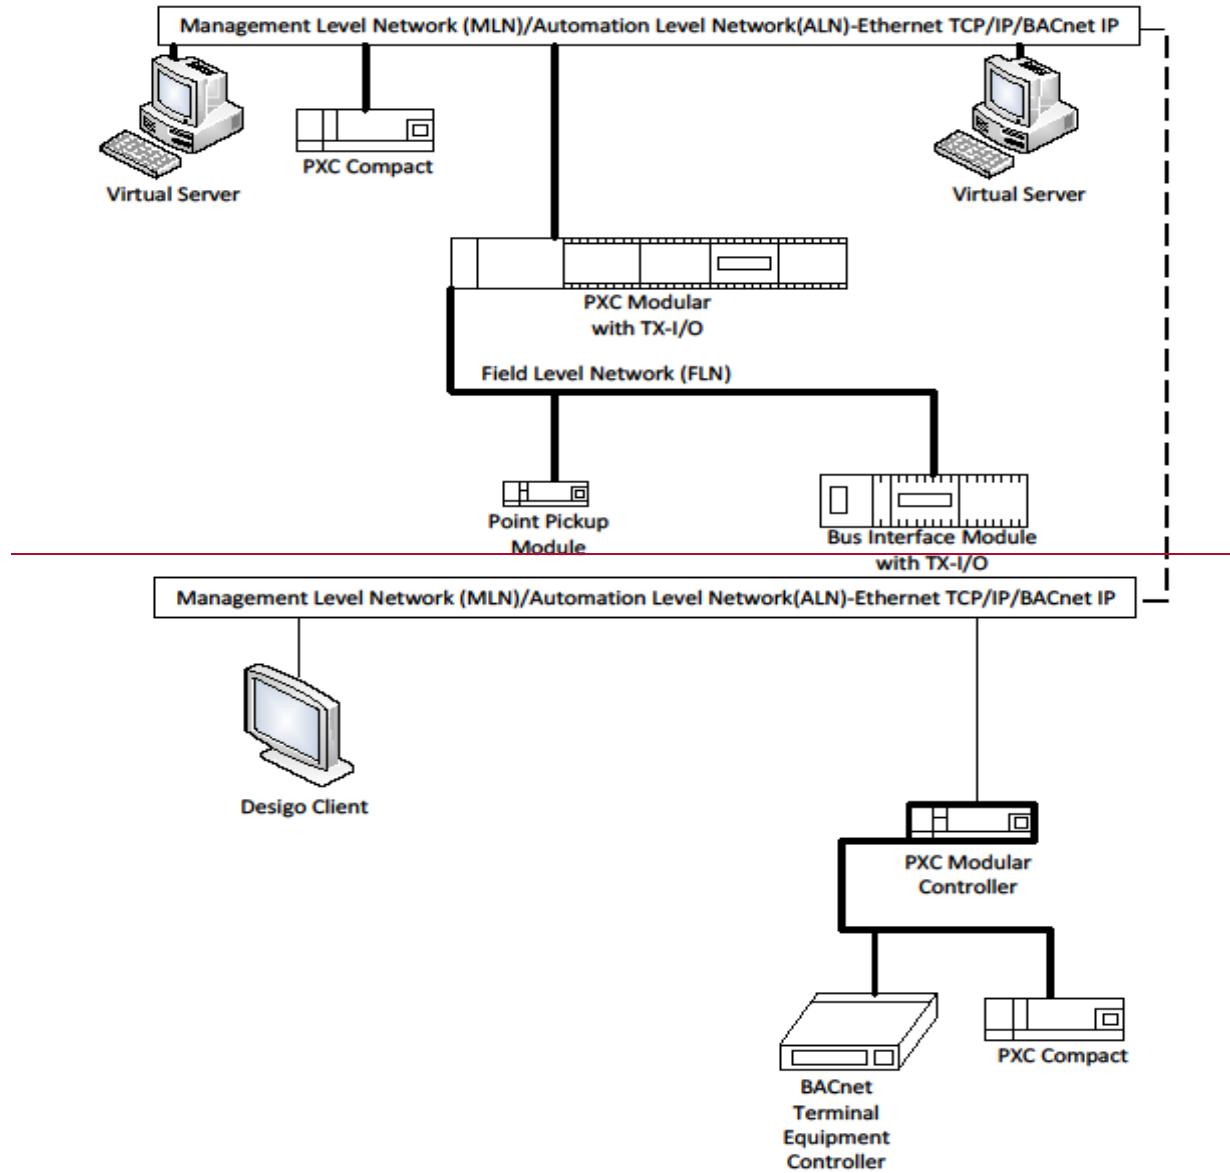 Management Level Network (MLN)/Automation Level Network(ALN)-Ethernet TCP/IP/BACnet IP
Virtual Server
PXC Compact
Virtual Server
PXC Modular
with TX-I/O
Field Level Network (FLN)
Point Pickup
Module
Bus Interface Module
with TX-I/O
Management Level Network (MLN)/Automation Level Network(ALN)-Ethernet TCP/IP/BACnet IP
Desigo Client
PXC Modular
Controller
BACnet
Terminal
Equipment
Controller
PXC Compact